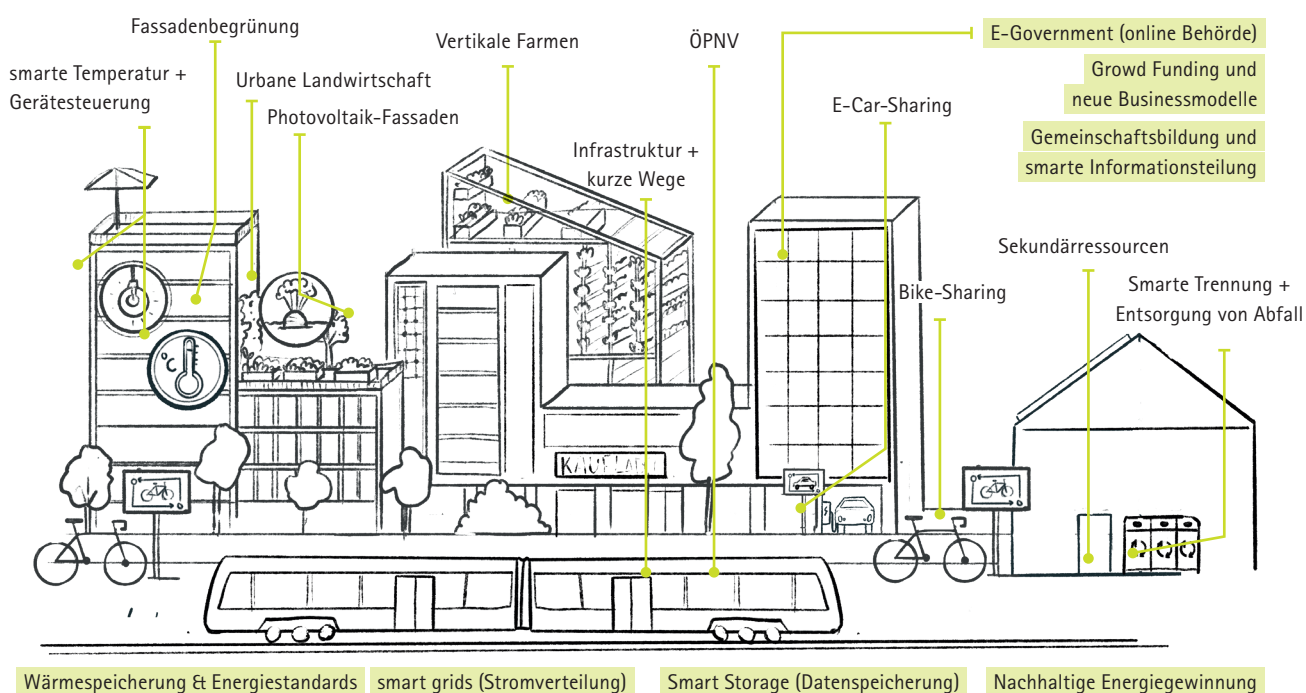 Fassadenbegrünung
smarte Temperatur +
Gerätesteuerung
Urbane Landwirtschaft
Photovoltaik-Fassaden
Vertikale Farmen
ÖPNV
Infrastruktur +
kurze Wege
E-Car-Sharing
E-Government (online Behörde)
Growd Funding und
neue Businessmodelle
Gemeinschaftsbildung und
smarte Informationsteilung
Sekundärressourcen
Bike-Sharing
Smarte Trennung +
Entsorgung von Abfall
°C
KAUFLAND
Wärmespeicherung & Energiestandards
smart grids (Stromverteilung)
Smart Storage (Datenspeicherung)
Nachhaltige Energiegewinnung